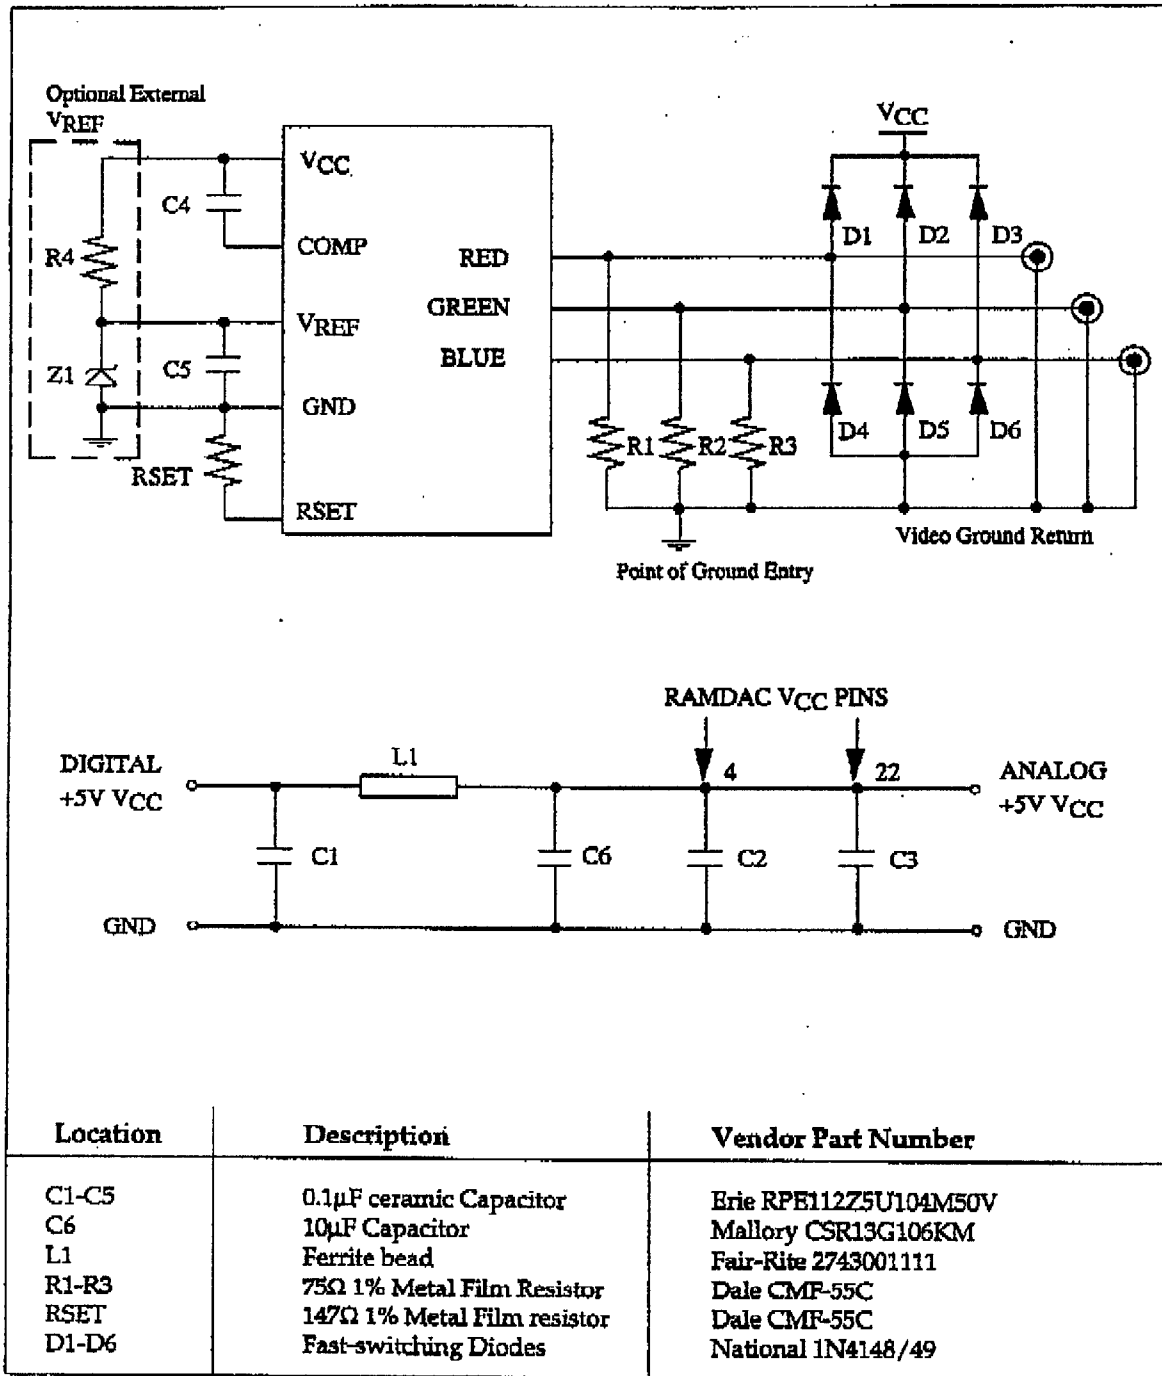 Optional External
VREF
VCC
C4
COMP
R4
VREF
Z1
C5
GND
RSET
RSET
RED
GREEN
BLUE
VCC
D1
D2
D3
D4
D5
D6
R1
R2
R3
Video Ground Return
Point of Ground Entry
RAMDAC VCC PINS
DIGITAL
+5V VCC
L1
4
22
ANALOG
+5V VCC
C1
C6
C2
C3
GND
GND
Location Description Vendor Part Number
C1-C5 0.1µF ceramic Capacitor Erie RPE112Z5U104M50V
C6 10µF Capacitor Mallory CSR13G106KM
L1 Ferrite bead Fair-Rite 2743001111
R1-R3 75Ω 1% Metal Film Resistor Dale CMF-55C
RSET 147Ω 1% Metal Film resistor Dale CMF-55C
D1-D6 Fast-switching Diodes National 1N4148/49